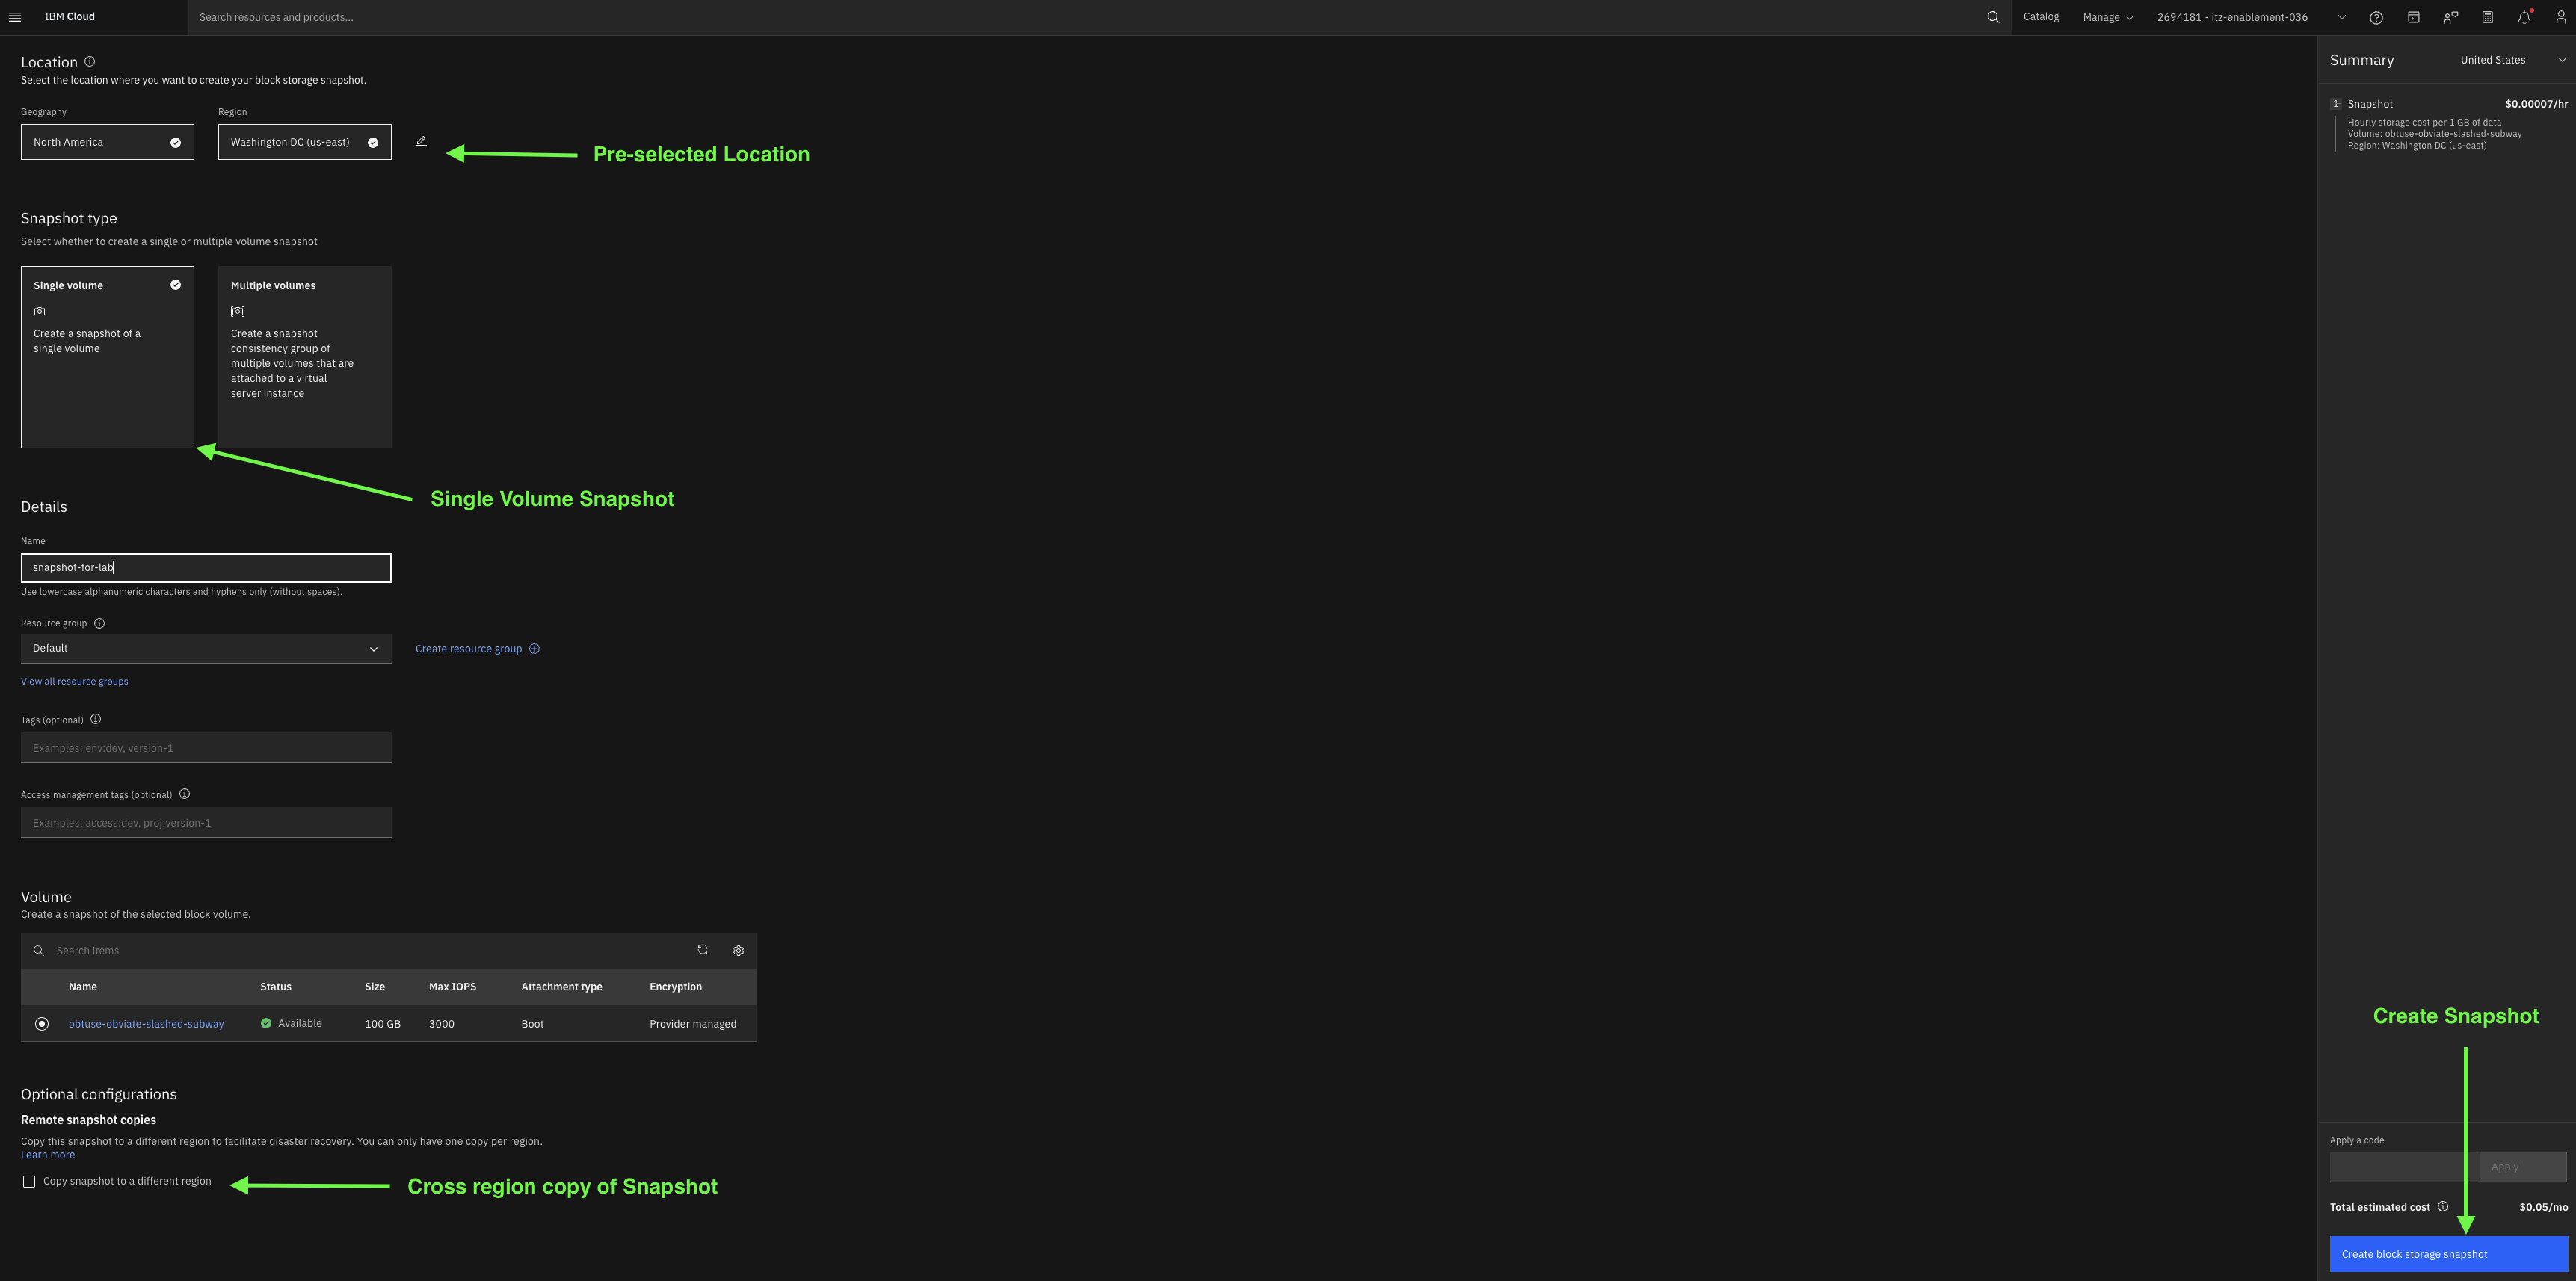 IBM Cloud
Search resources and products...
Catalog
Manage
2694181 - itz-enablement-036
Location
Select the location where you want to create your block storage snapshot.
Geography
Region
North America
Washington DC (us-east)
Pre-selected Location
Snapshot type
Select whether to create a single or multiple volume snapshot
Single volume
Create a snapshot of a
single volume
Multiple volumes
Create a snapshot
consistency group of
multiple volumes that are
attached to a virtual
server instance
Single Volume Snapshot
Details
Name
snapshot-for-lab
Use lowercase alphanumeric characters and hyphens only (without spaces).
Resource group
Default
Create resource group
View all resource groups
Tags (optional)
Examples: env:dev, version-1
Access management tags (optional)
Examples: access:dev, proj:version-1
Volume
Create a snapshot of the selected block volume.
Search items
Name Status Size Max IOPS Attachment type Encryption
obtuse-obviate-slashed-subway Available 100 GB 3000 Boot Provider managed
Optional configurations
Remote snapshot copies
Copy this snapshot to a different region to facilitate disaster recovery. You can only have one copy per region.
Learn more
Copy snapshot to a different region
Cross region copy of Snapshot
Summary
United States
1 Snapshot $0.00007/hr
Hourly storage cost per 1 GB of data
Volume: obtuse-obviate-slashed-subway
Region: Washington DC (us-east)
Create Snapshot
Apply a code
Apply
Total estimated cost $0.05/mo
Create block storage snapshot